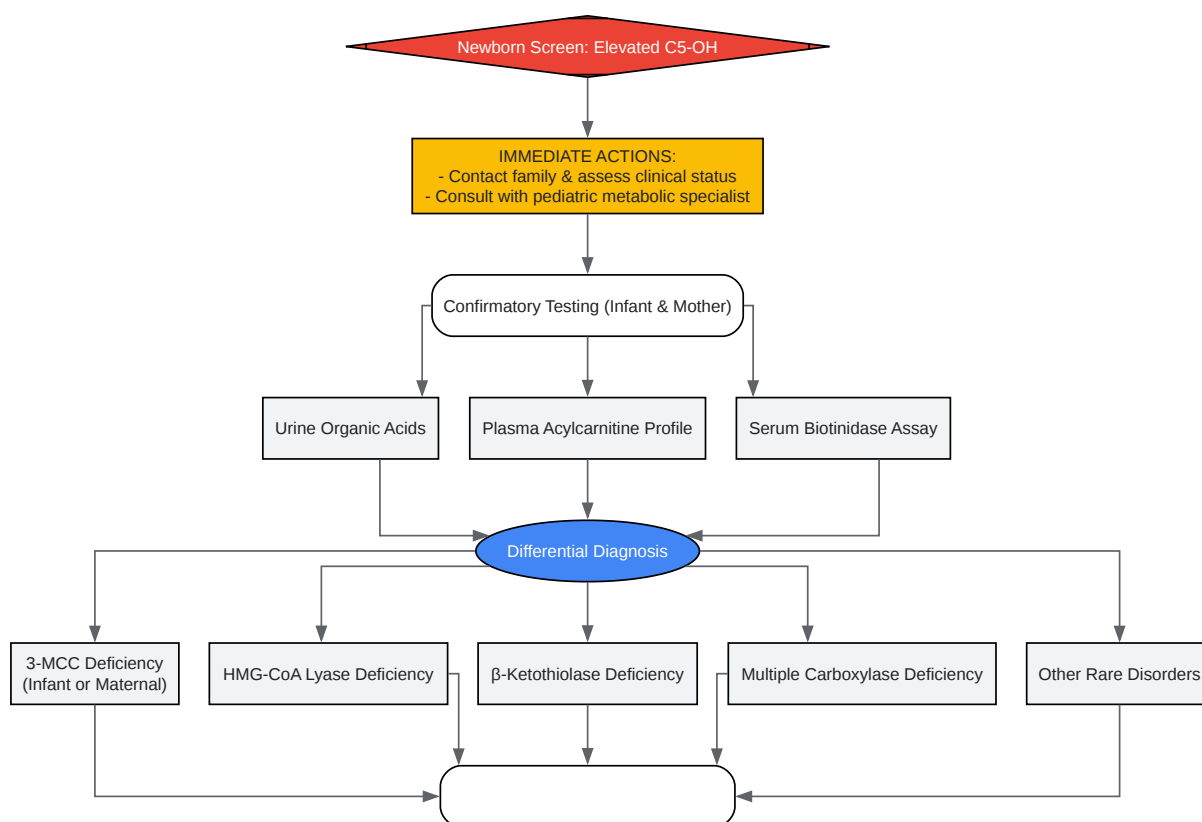 Newborn Screen: Elevated C5-OH
IMMEDIATE ACTIONS:
- Contact family & assess clinical status
- Consult with pediatric metabolic specialist
Confirmatory Testing (Infant & Mother)
Urine Organic Acids
Plasma Acylcarnitine Profile
Serum Biotinidase Assay
Differential Diagnosis
3-MCC Deficiency
(Infant or Maternal)
HMG-CoA Lyase Deficiency
β-Ketothiolase Deficiency
Multiple Carboxylase Deficiency
Other Rare Disorders